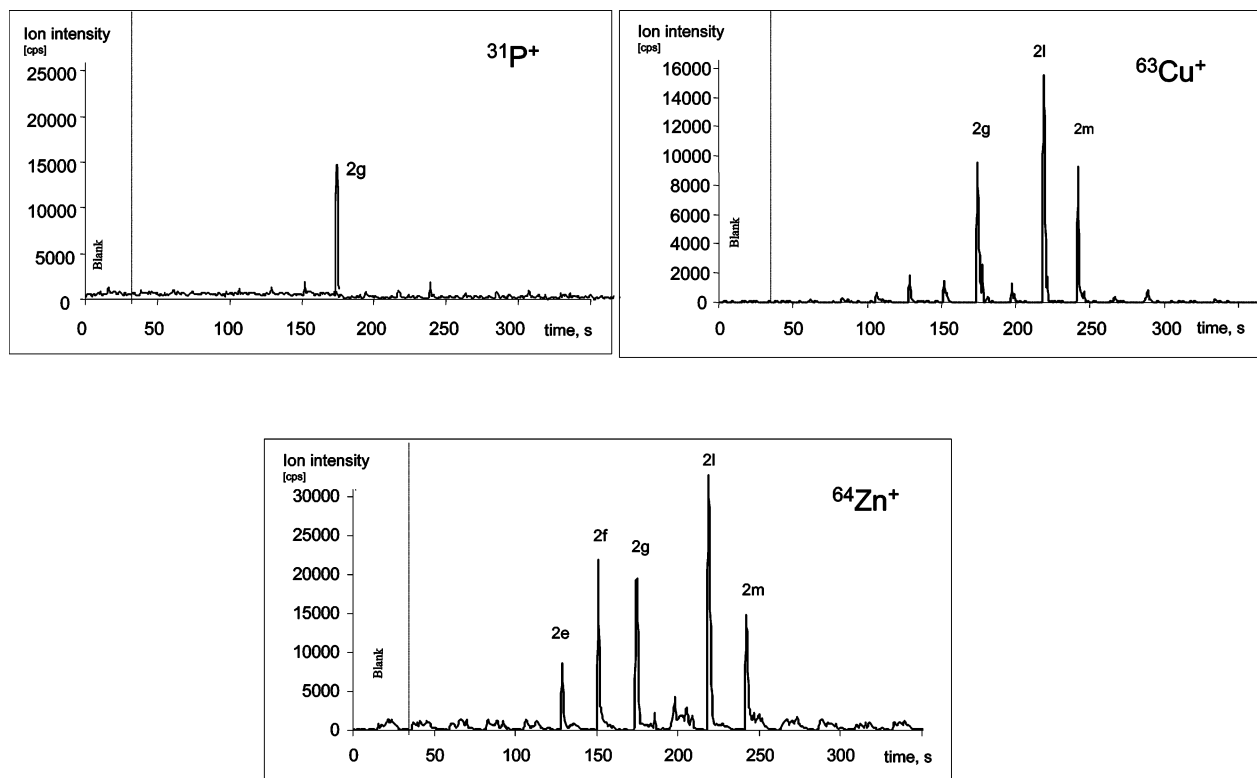 Ion intensity
[cps]
31P+
25000
20000
15000
10000
5000
0
2g
Blank
0 50 100 150 200 250 300 time, s
Ion intensity
[cps]
63Cu+
16000
14000
12000
10000
8000
6000
4000
2000
0
2g
2l
2m
Blank
0 50 100 150 200 250 300 time, s
Ion intensity
[cps]
64Zn+
30000
25000
20000
15000
10000
5000
0
2e
2f
2g
2l
2m
Blank
0 50 100 150 200 250 300 time, s